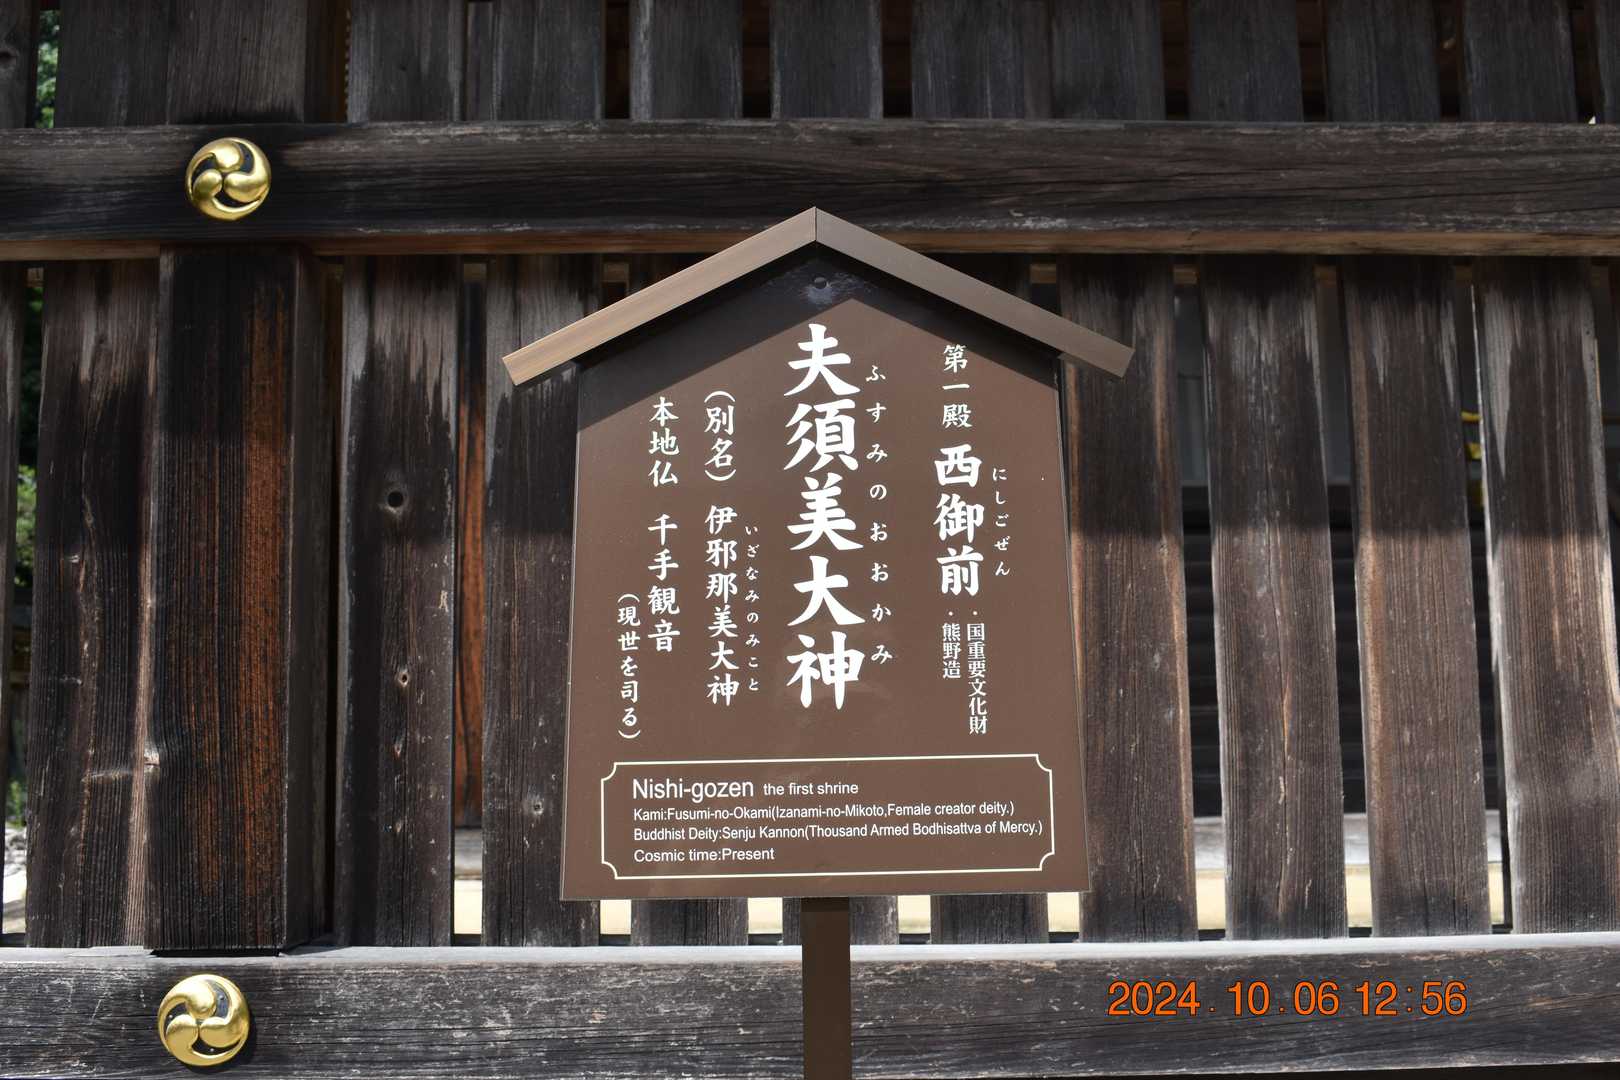 第一殿 西御前
にしごぜん
・国重要文化財
・熊野造
夫須美大神
ふすみのおおかみ
(別名) 伊邪那美大神
いざなみのみこと
本地仏 千手観音
(現世を司る)
Nishi-gozen the first shrine
Kami:Fusumi-no-Okami(Izanami-no-Mikoto,Female creator deity.)
Buddhist Deity:Senju Kannon(Thousand Armed Bodhisattva of Mercy.)
Cosmic time:Present
2024.10.06 12:56